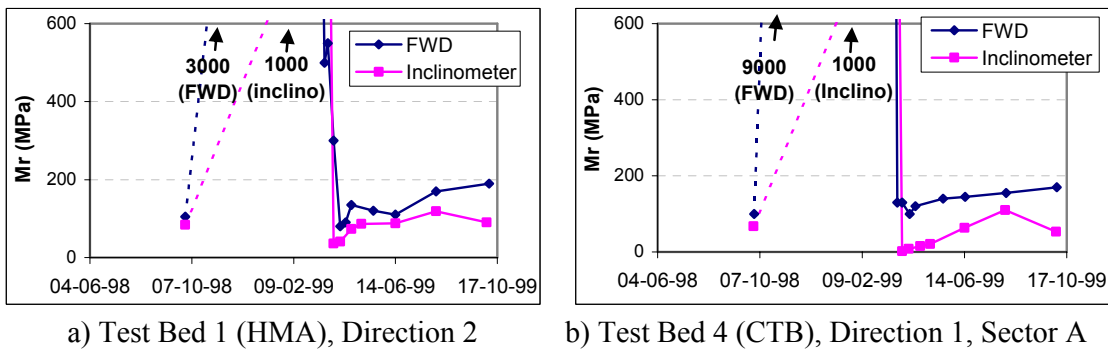 600
400
200
0
Mr (MPa)
3000
(FWD)
1000
(inclino)
FWD
Inclinometer
04-06-98 07-10-98 09-02-99 14-06-99 17-10-99
a) Test Bed 1 (HMA), Direction 2
600
400
200
0
Mr (MPa)
9000
(FWD)
1000
(Inclino)
FWD
Inclinometer
04-06-98 07-10-98 09-02-99 14-06-99 17-10-99
b) Test Bed 4 (CTB), Direction 1, Sector A